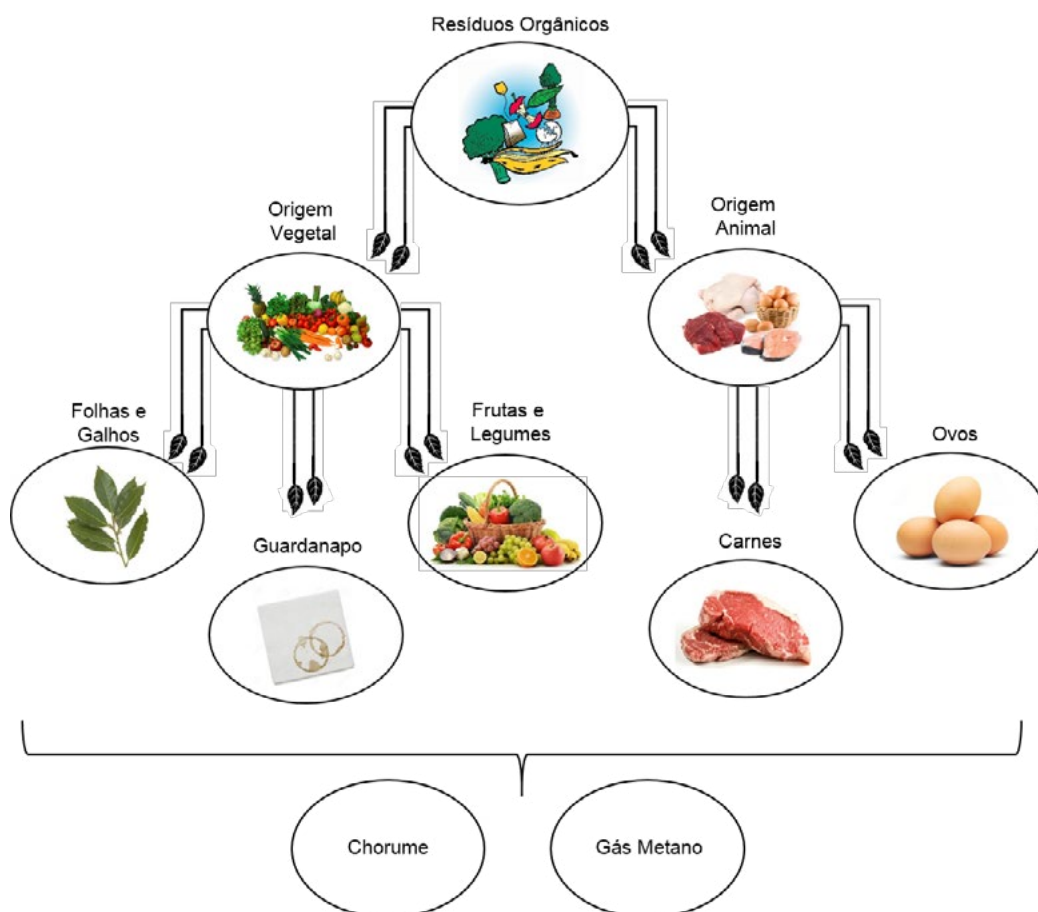 Resíduos Orgânicos
Origem
Vegetal
Origem
Animal
Folhas e
Galhos
Frutas e
Legumes
Ovos
Guardanapo
Carnes
Chorume
Gás Metano